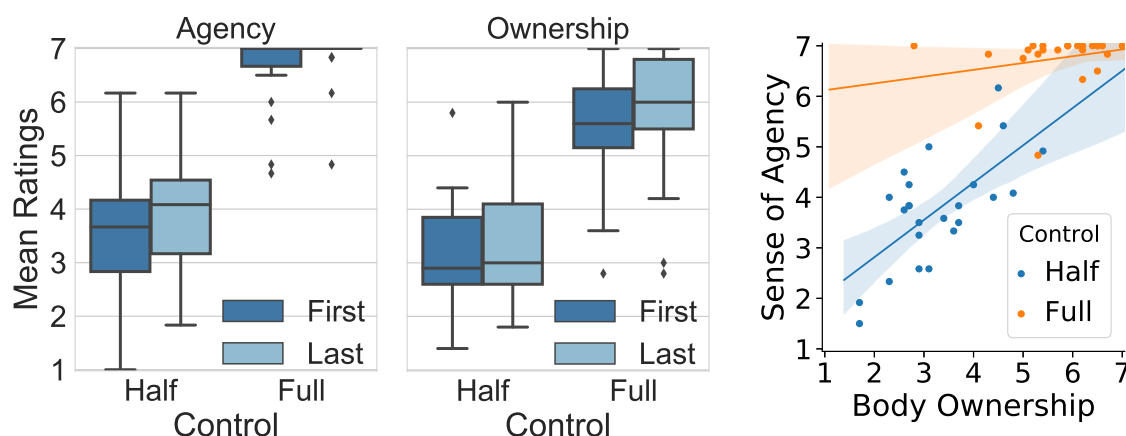 Agency
Ownership
Mean Ratings
7
6
5
4
3
2
1
First
Last
Half
Full
Control
First
Last
Half
Full
Control
Sense of Agency
7
6
5
4
3
2
1
Control
Half
Full
1 2 3 4 5 6 7
Body Ownership